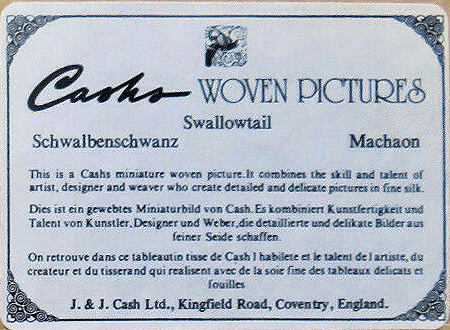 Cashs WOVEN PICTURES
Swallowtail
Schwalbenschwanz Machaon
This is a Cashs miniature woven picture.It combines the skill and talent of
artist, designer and weaver who create detailed and delicate pictures in fine silk.
Dies ist ein gewebtes Miniaturbild von Cash.Es kombiniert Kunstfertigkeit und
Talent von Kunstler,Designer und Weber,die detaillierte und delikate Bilder aus
feiner Seide schaffen.
On retrouve dans ce tableautin tisse de Cash l habilete et le talent de l artiste, du
createur et du tisserand qui realisent avec de la soie fine des tableaux delicats et
fouilles
J. & J. Cash Ltd., Kingfield Road, Coventry, England.